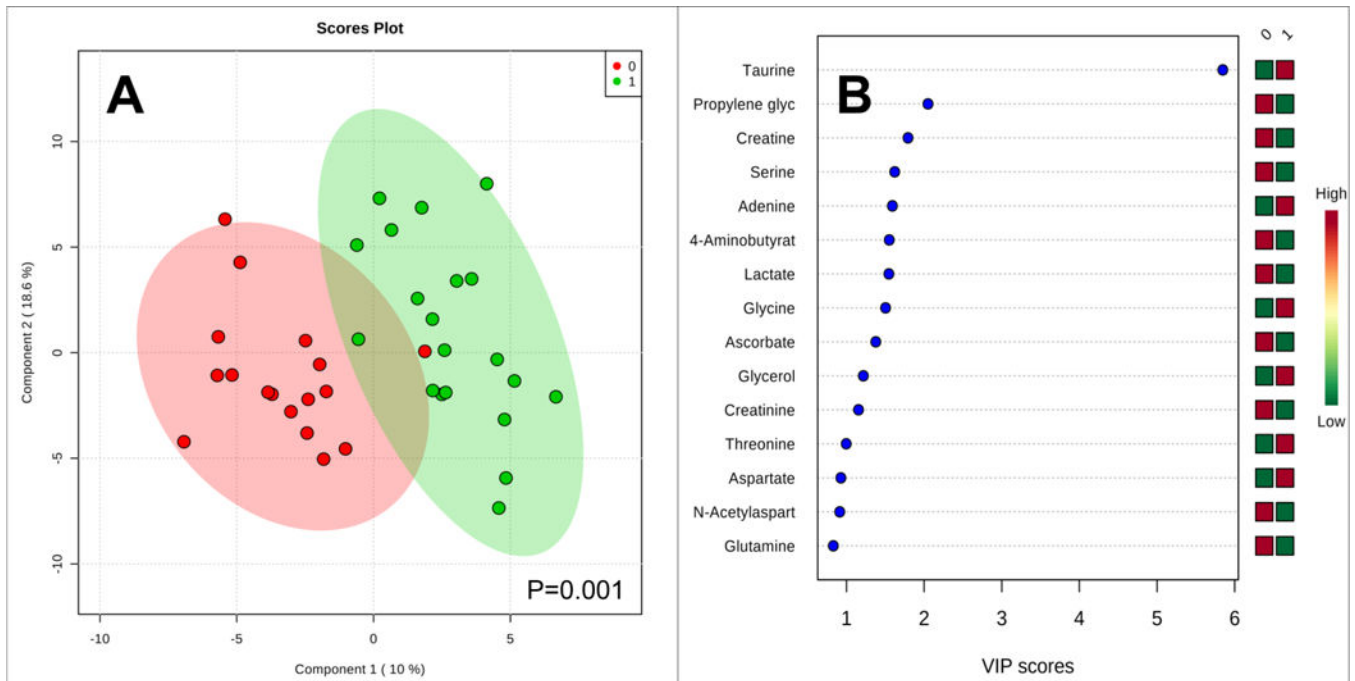 Scores Plot
A
0
1
Component 2 ( 18.6 %)
10
5
0
-5
-10
P=0.001
-10
-5
0
5
Component 1 ( 10 %)
B
0 1
Taurine
Propylene glyc
Creatine
Serine
Adenine
4-Aminobutyrat
Lactate
Glycine
Ascorbate
Glycerol
Creatinine
Threonine
Aspartate
N-Acetylaspart
Glutamine
High
Low
1 2 3 4 5 6
VIP scores